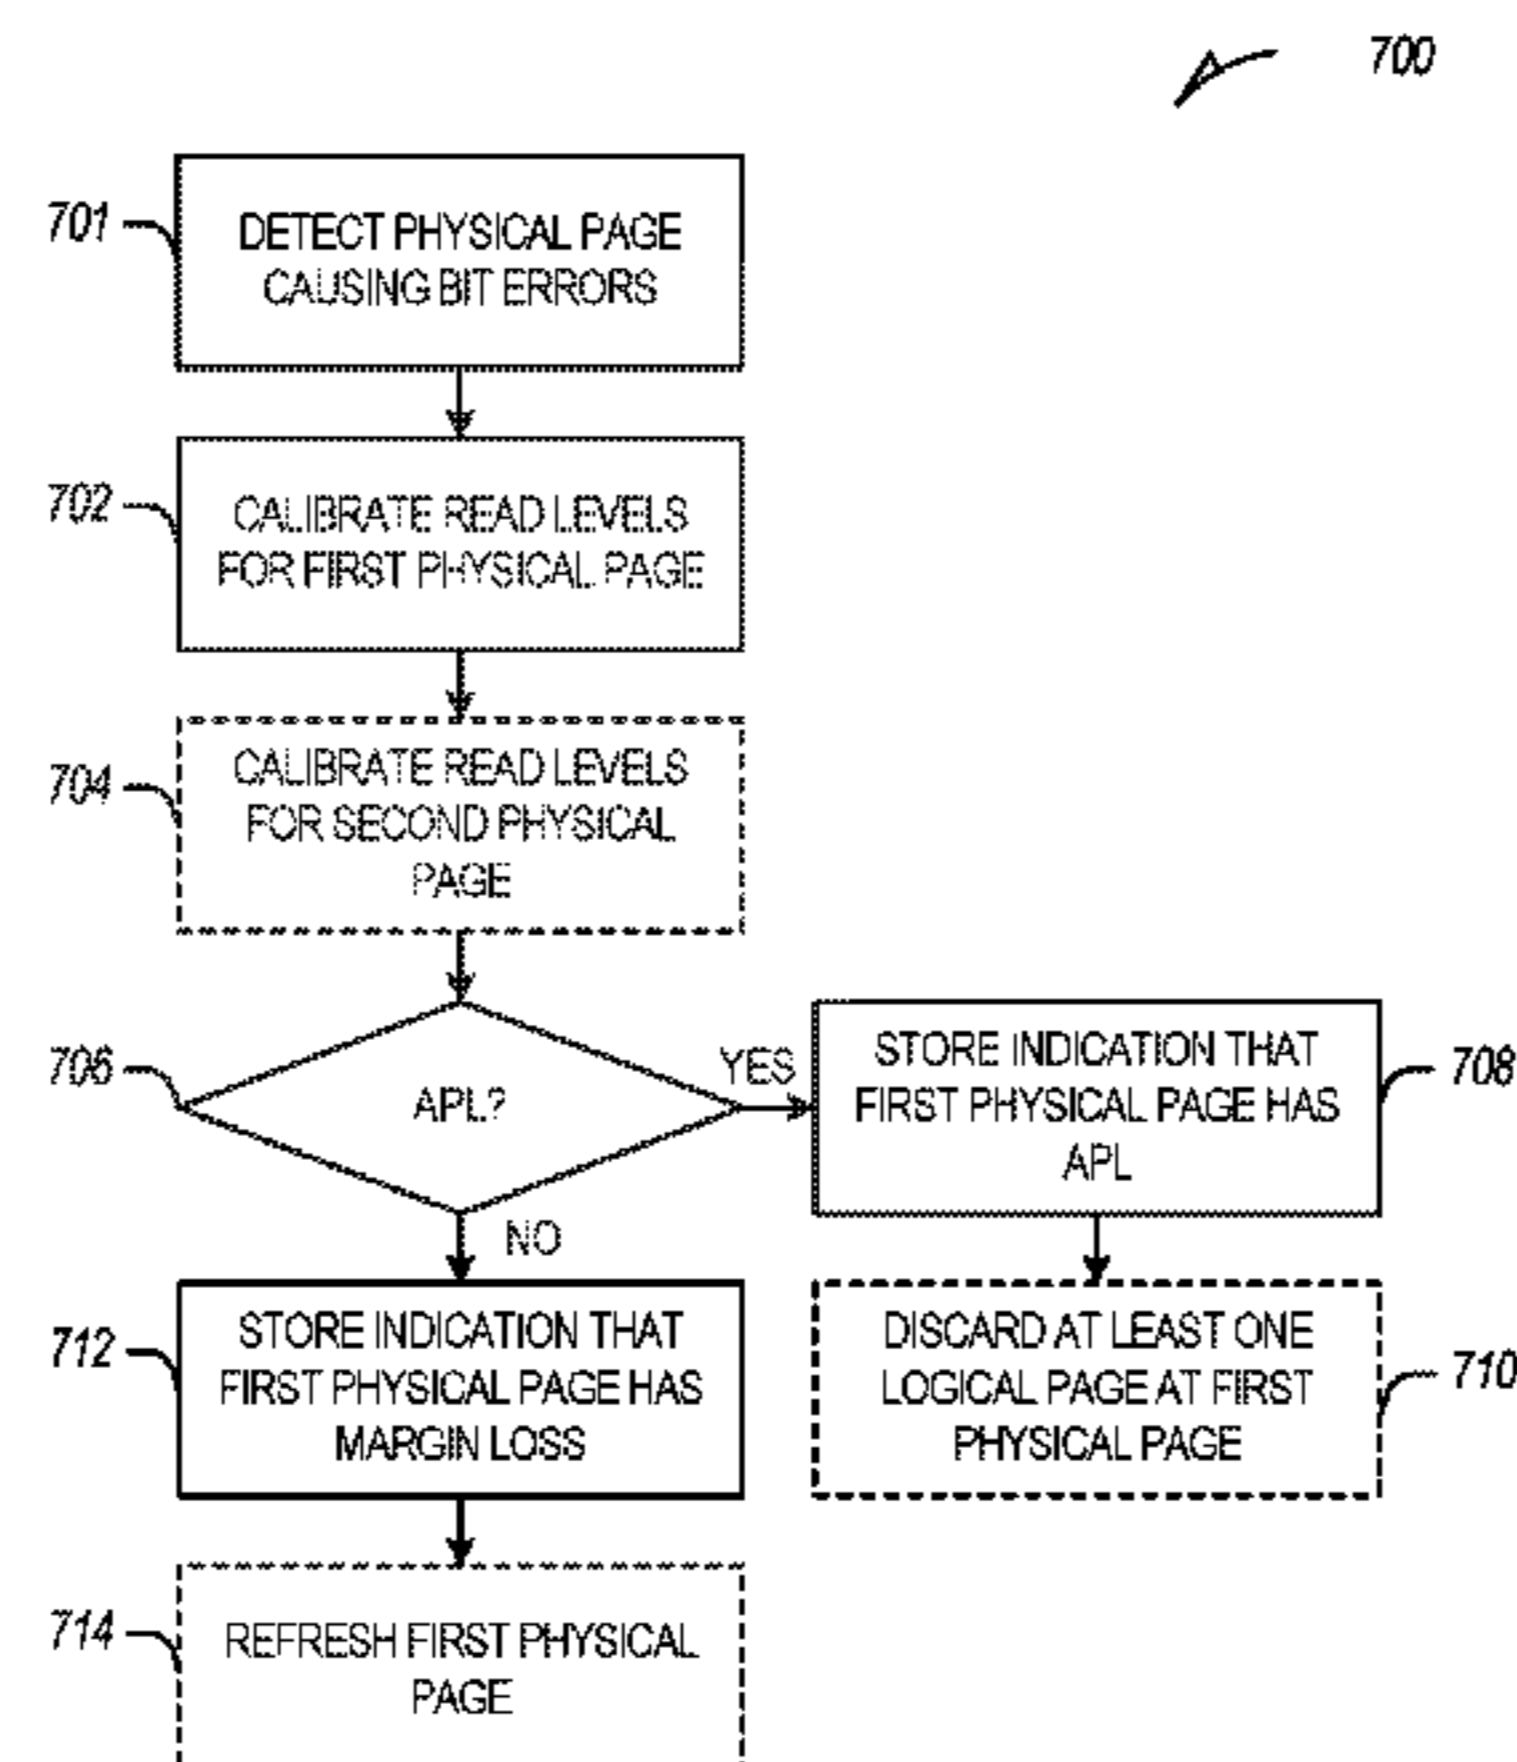 700
701
DETECT PHYSICAL PAGE
CAUSING BIT ERRORS
702
CALIBRATE READ LEVELS
FOR FIRST PHYSICAL PAGE
704
CALIBRATE READ LEVELS
FOR SECOND PHYSICAL
PAGE
706
APL?
YES
STORE INDICATION THAT
FIRST PHYSICAL PAGE HAS
APL
708
NO
712
STORE INDICATION THAT
FIRST PHYSICAL PAGE HAS
MARGIN LOSS
DISCARD AT LEAST ONE
LOGICAL PAGE AT FIRST
PHYSICAL PAGE
710
714
REFRESH FIRST PHYSICAL
PAGE